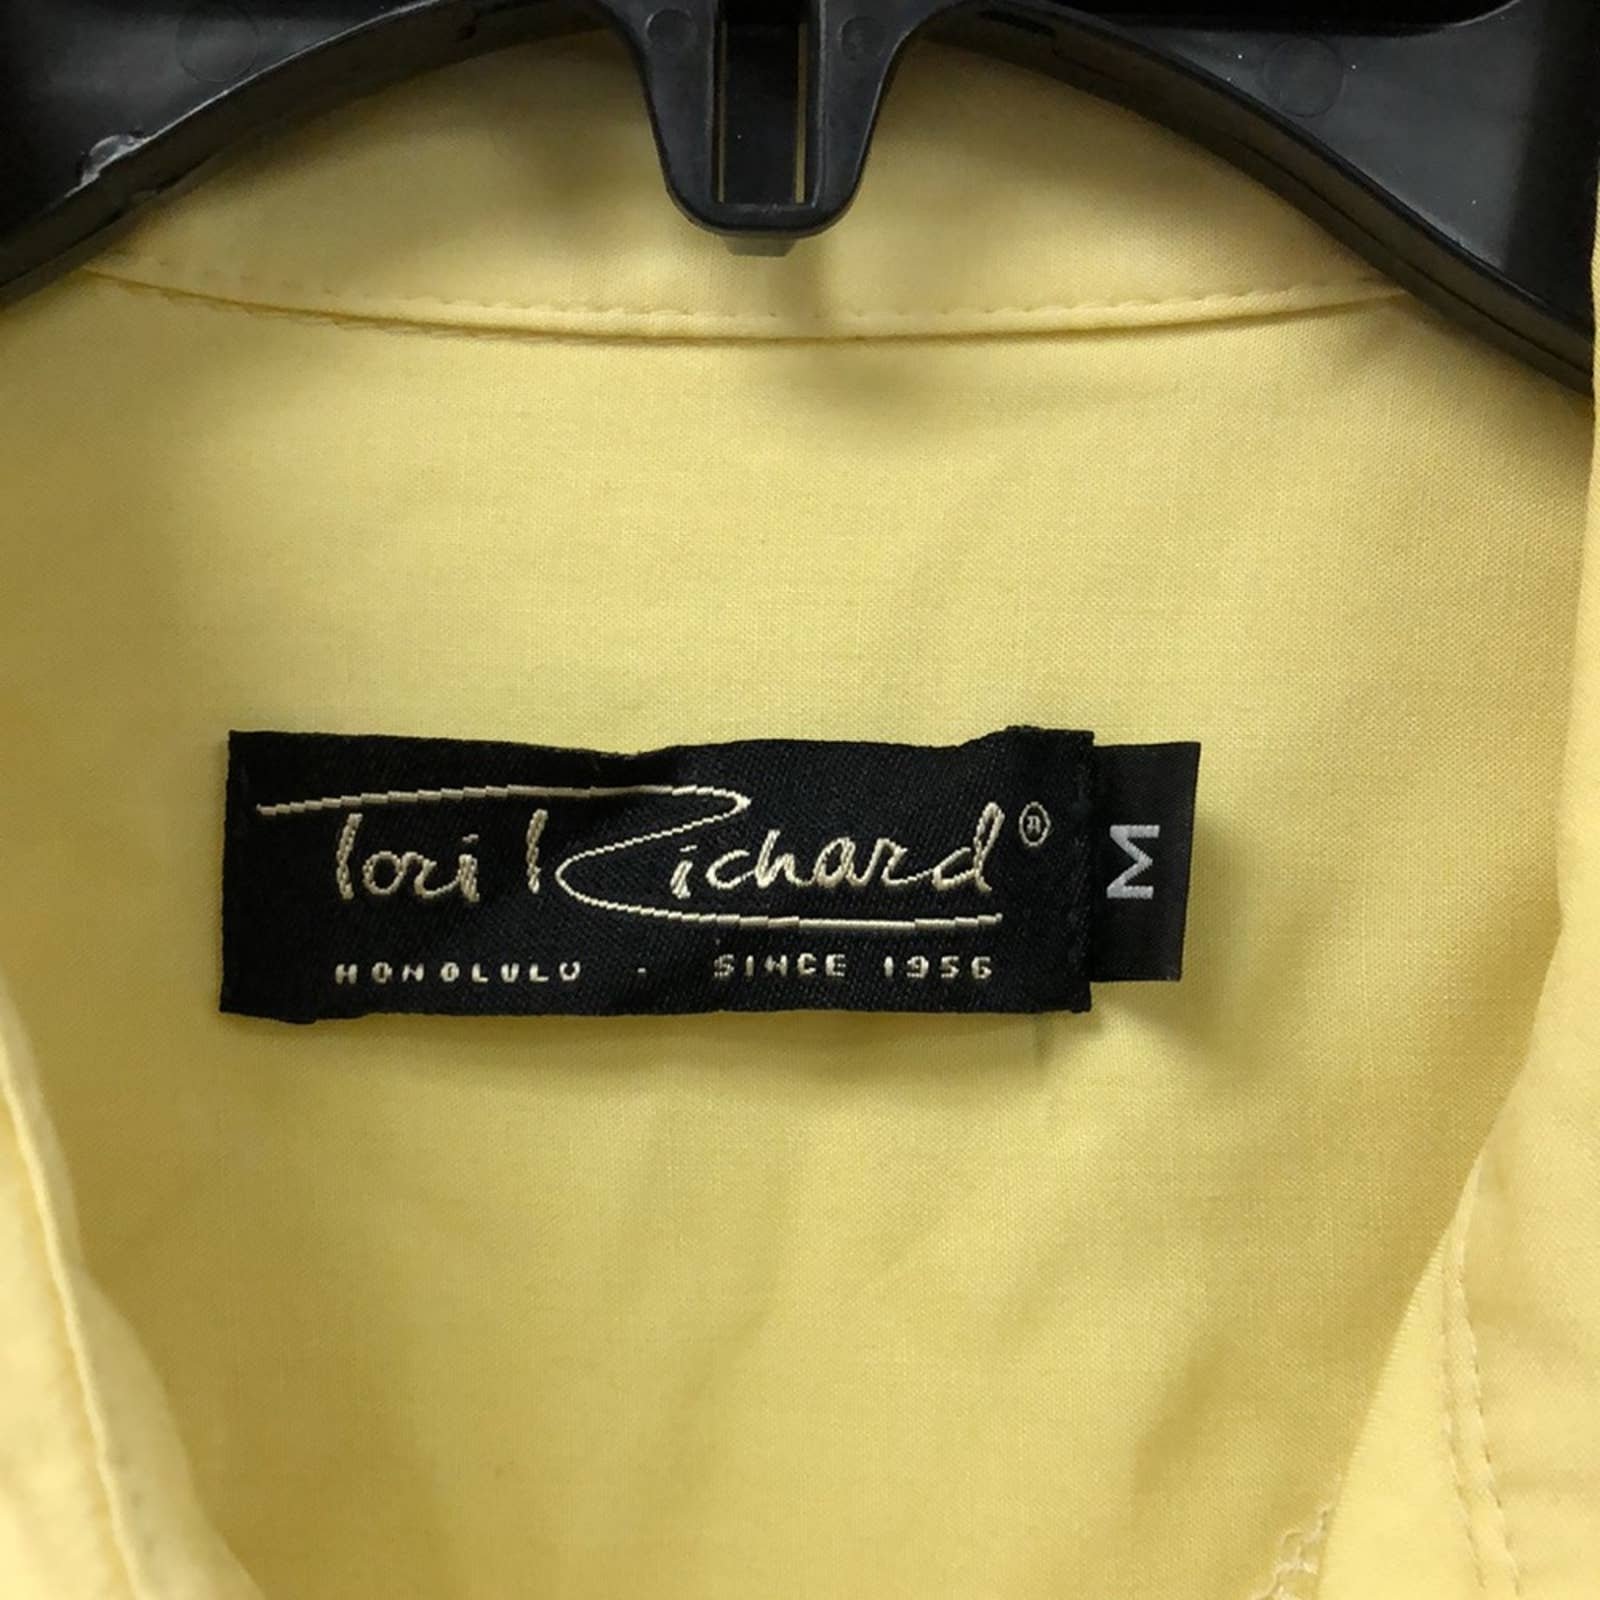 Tori Richard®
HONOLULU · SINCE 1956
M